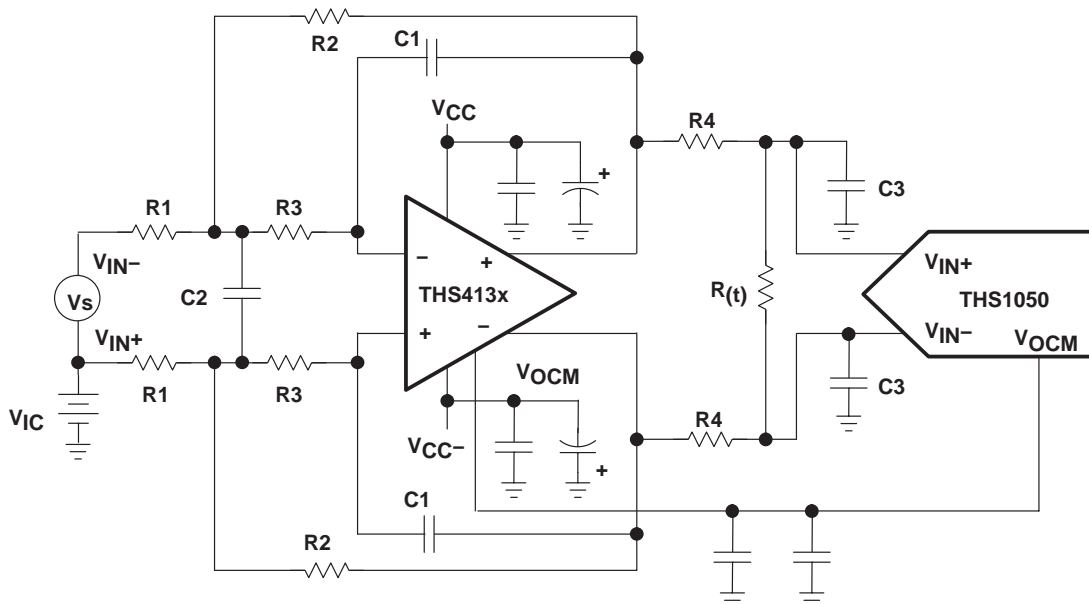 R2
C1
VCC
R4
C3
+
R1
R3
VIN−
−
+
VIN+
Vs
C2
THS413x
R(t)
THS1050
VIN+
+
−
VIN−
VOCM
R1
R3
VOCM
C3
VIC
R4
VCC−
+
C1
R2